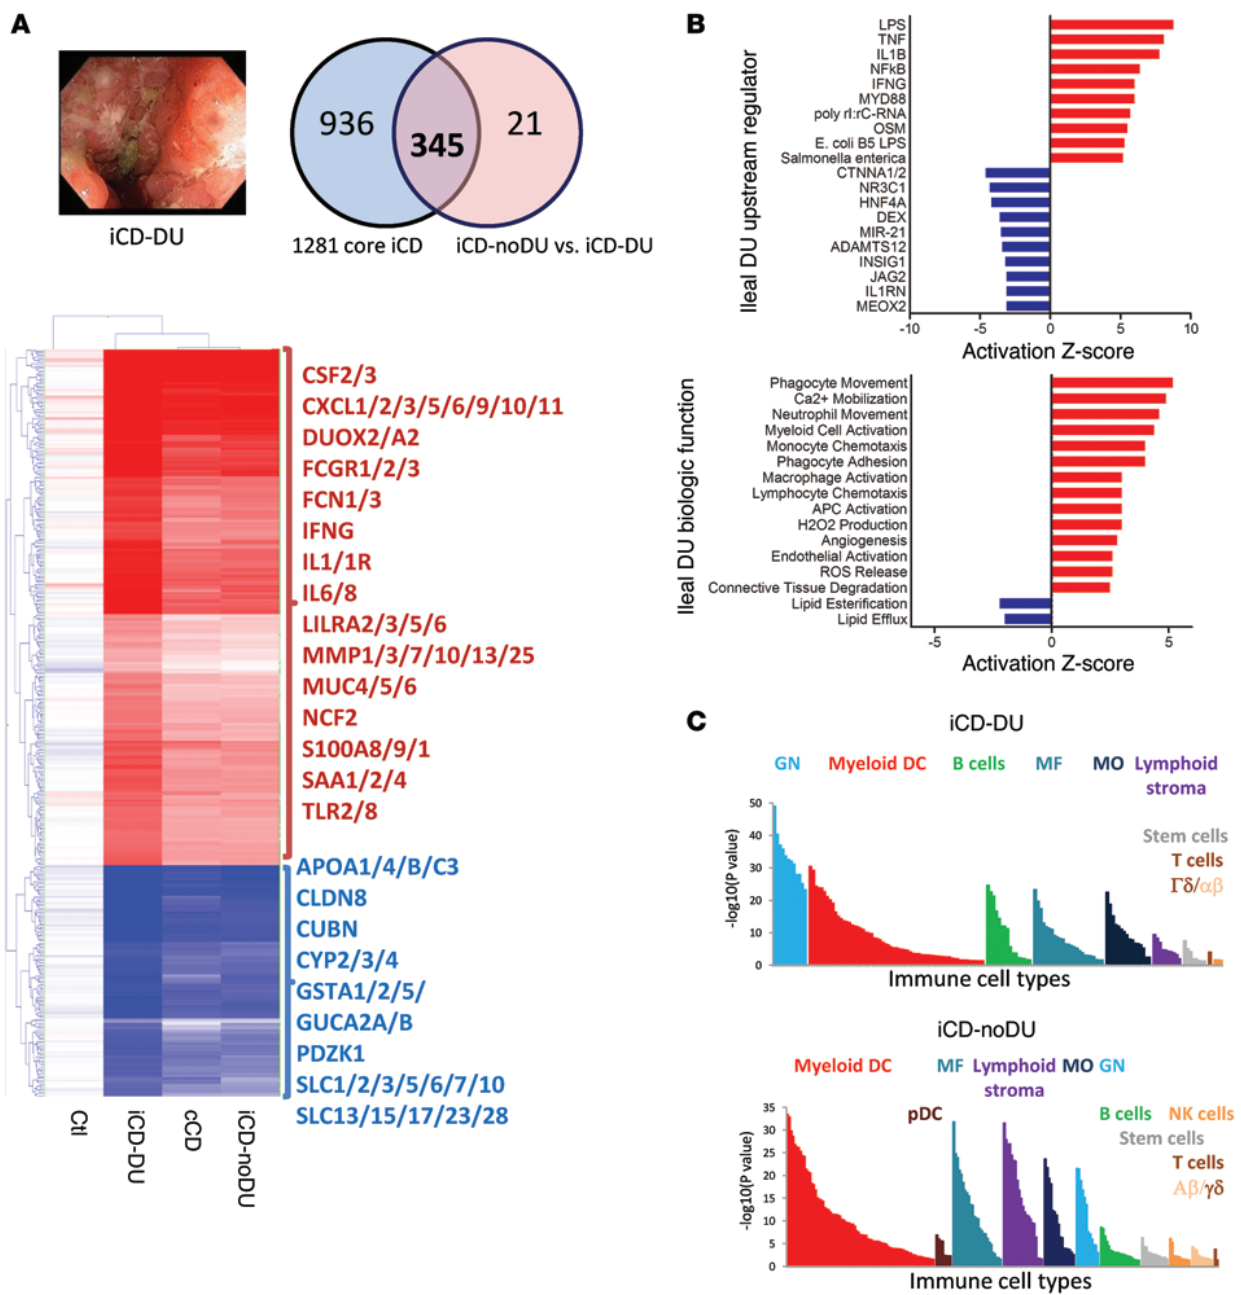 A
936
345
21
iCD-DU
1281 core iCD
iCD-noDU vs. iCD-DU
CSF2/3
CXCL1/2/3/5/6/9/10/11
DUOX2/A2
FCGR1/2/3
FCN1/3
IFNG
IL1/1R
IL6/8
LILRA2/3/5/6
MMP1/3/7/10/13/25
MUC4/5/6
NCF2
S100A8/9/1
SAA1/2/4
TLR2/8
APOA1/4/B/C3
CLDN8
CUBN
CYP2/3/4
GSTA1/2/5/
GUCA2A/B
PDZK1
SLC1/2/3/5/6/7/10
SLC13/15/17/23/28
Ctl
iCD-DU
cCD
iCD-noDU
B
Ileal DU upstream regulator
LPS
TNF
IL1B
NFkB
IFNG
MYD88
poly rI:rC-RNA
OSM
E. coli B5 LPS
Salmonella enterica
CTNNA1/2
NR3C1
HNF4A
DEX
MIR-21
ADAMTS12
INSIG1
JAG2
IL1RN
MEOX2
-10 -5 0 5 10
Activation Z-score
Ileal DU biologic function
Phagocyte Movement
Ca2+ Mobilization
Neutrophil Movement
Myeloid Cell Activation
Monocyte Chemotaxis
Phagocyte Adhesion
Macrophage Activation
Lymphocyte Chemotaxis
APC Activation
H2O2 Production
Angiogenesis
Endothelial Activation
ROS Release
Connective Tissue Degradation
Lipid Esterification
Lipid Efflux
-5 0 5
Activation Z-score
C
iCD-DU
GN Myeloid DC B cells MF MO Lymphoid
stroma
Stem cells
T cells
Γδ/αβ
-log10(P value)
50
40
30
20
10
0
Immune cell types
iCD-noDU
Myeloid DC MF Lymphoid MO GN
stroma
pDC
B cells NK cells
Stem cells
T cells
Aβ/γδ
-log10(P value)
35
30
25
20
15
10
5
0
Immune cell types